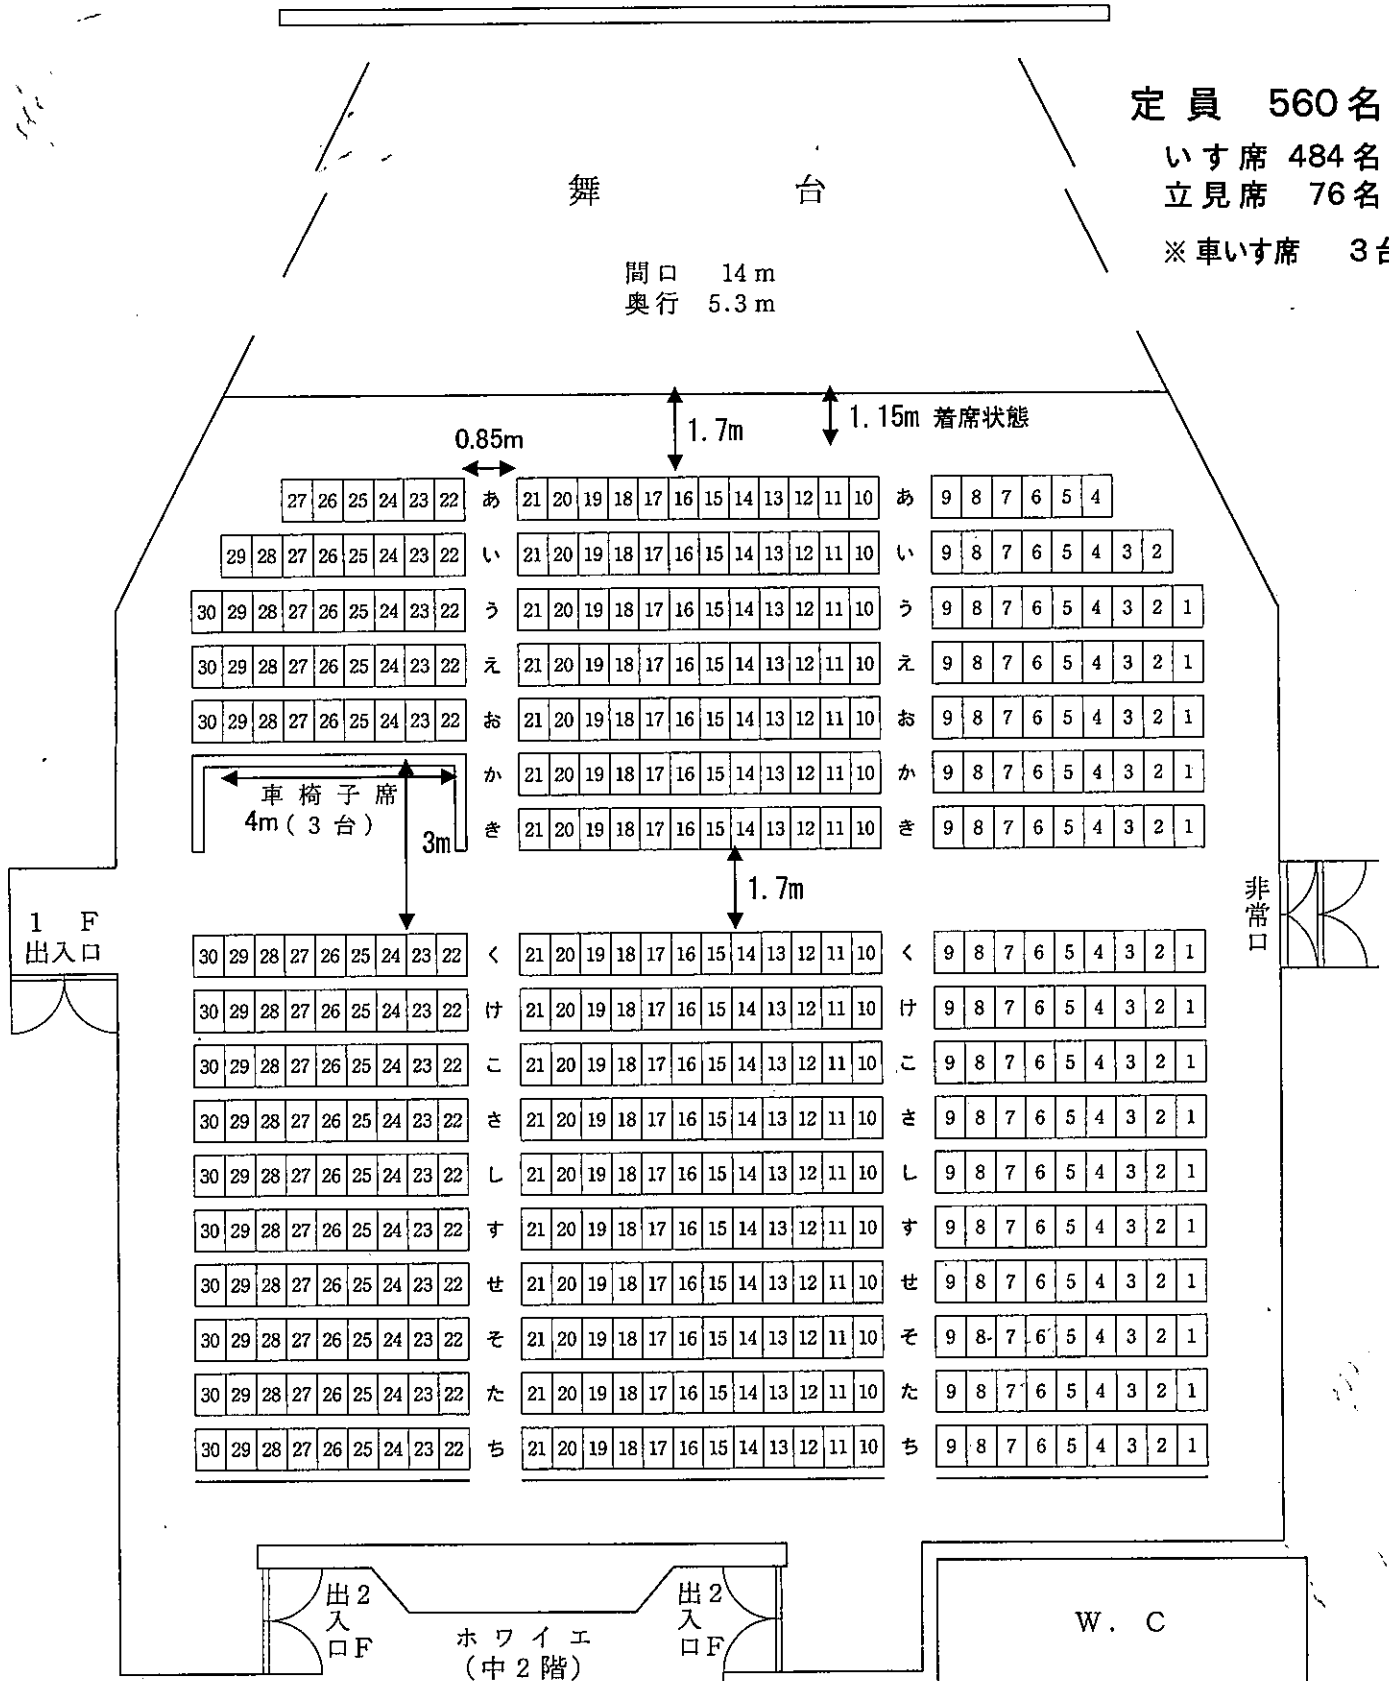 定員 560名
いす席 484名
立見席 76名
※車いす席 3台
舞台
間口 14m
奥行 5.3m
1.7m
1.15m 着席状態
0.85m
27 26 25 24 23 22 あ 21 20 19 18 17 16 15 14 13 12 11 10 あ 9 8 7 6 5 4
29 28 27 26 25 24 23 22 い 21 20 19 18 17 16 15 14 13 12 11 10 い 9 8 7 6 5 4 3 2
30 29 28 27 26 25 24 23 22 う 21 20 19 18 17 16 15 14 13 12 11 10 う 9 8 7 6 5 4 3 2 1
30 29 28 27 26 25 24 23 22 え 21 20 19 18 17 16 15 14 13 12 11 10 え 9 8 7 6 5 4 3 2 1
30 29 28 27 26 25 24 23 22 お 21 20 19 18 17 16 15 14 13 12 11 10 お 9 8 7 6 5 4 3 2 1
か 21 20 19 18 17 16 15 14 13 12 11 10 か 9 8 7 6 5 4 3 2 1
車椅子席
4m(3台)
き 21 20 19 18 17 16 15 14 13 12 11 10 き 9 8 7 6 5 4 3 2 1
3m
1.7m
1F
出入口
非常口
30 29 28 27 26 25 24 23 22 く 21 20 19 18 17 16 15 14 13 12 11 10 く 9 8 7 6 5 4 3 2 1
30 29 28 27 26 25 24 23 22 け 21 20 19 18 17 16 15 14 13 12 11 10 け 9 8 7 6 5 4 3 2 1
30 29 28 27 26 25 24 23 22 こ 21 20 19 18 17 16 15 14 13 12 11 10 こ 9 8 7 6 5 4 3 2 1
30 29 28 27 26 25 24 23 22 さ 21 20 19 18 17 16 15 14 13 12 11 10 さ 9 8 7 6 5 4 3 2 1
30 29 28 27 26 25 24 23 22 し 21 20 19 18 17 16 15 14 13 12 11 10 し 9 8 7 6 5 4 3 2 1
30 29 28 27 26 25 24 23 22 す 21 20 19 18 17 16 15 14 13 12 11 10 す 9 8 7 6 5 4 3 2 1
30 29 28 27 26 25 24 23 22 せ 21 20 19 18 17 16 15 14 13 12 11 10 せ 9 8 7 6 5 4 3 2 1
30 29 28 27 26 25 24 23 22 そ 21 20 19 18 17 16 15 14 13 12 11 10 そ 9 8 7 6 5 4 3 2 1
30 29 28 27 26 25 24 23 22 た 21 20 19 18 17 16 15 14 13 12 11 10 た 9 8 7 6 5 4 3 2 1
30 29 28 27 26 25 24 23 22 ち 21 20 19 18 17 16 15 14 13 12 11 10 ち 9 8 7 6 5 4 3 2 1
2F
出入口
ホワイエ
(中2階)
2F
出入口
W.C